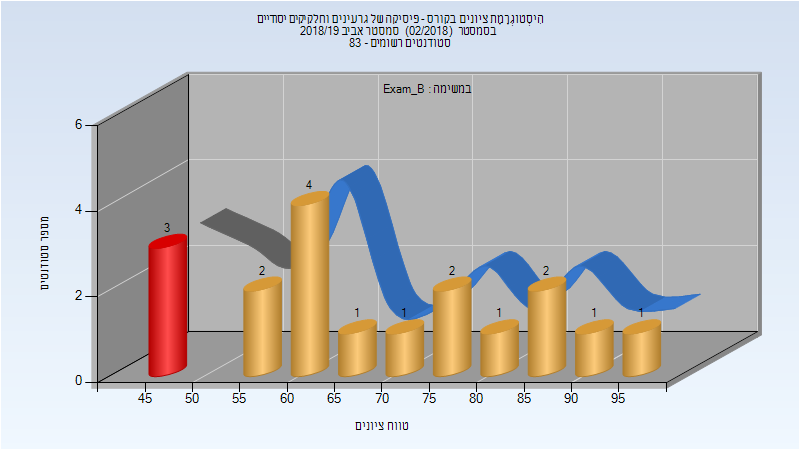 היסטוגרמת ציונים בקורס - פיסיקה של גרעינים וחלקיקים יסודיים
בסמסטר (02/2018) סמסטר אביב 2018/19
סטודנטים רשומים - 83
במשימה : Exam_B
מספר סטודנטים
6
4
2
0
3
2
4
1
1
2
1
2
1
1
45 50 55 60 65 70 75 80 85 90 95
טווח ציונים